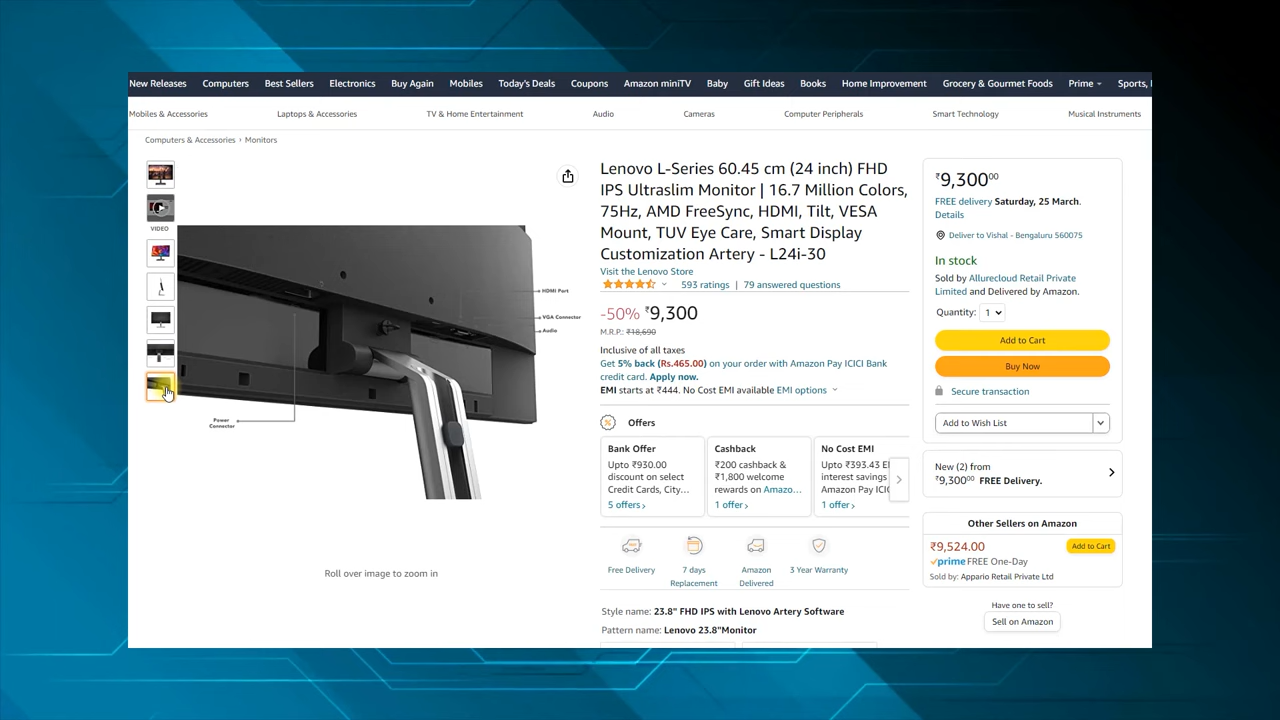 New Releases Computers Best Sellers Electronics Buy Again Mobiles Today's Deals Coupons Amazon miniTV Baby Gift Ideas Books Home Improvement Grocery & Gourmet Foods Prime Sports,
Mobiles & Accessories Laptops & Accessories TV & Home Entertainment Audio Cameras Computer Peripherals Smart Technology Musical Instruments
Computers & Accessories › Monitors
VIDEO
HDMI Port
VGA Connector
Audio
Power
Connector
Roll over image to zoom in
Lenovo L-Series 60.45 cm (24 inch) FHD
IPS Ultraslim Monitor | 16.7 Million Colors,
75Hz, AMD FreeSync, HDMI, Tilt, VESA
Mount, TUV Eye Care, Smart Display
Customization Artery - L24i-30
Visit the Lenovo Store
593 ratings | 79 answered questions
-50% ₹9,300
M.R.P.: ₹18,690
Inclusive of all taxes
Get 5% back (Rs.465.00) on your order with Amazon Pay ICICI Bank
credit card. Apply now.
EMI starts at ₹444. No Cost EMI available EMI options
Offers
Bank Offer
Upto ₹930.00
discount on select
Credit Cards, City...
5 offers ›
Cashback
₹200 cashback &
₹1,800 welcome
rewards on Amazo...
1 offer ›
No Cost EMI
Upto ₹393.43 EI
interest savings
Amazon Pay ICIC
1 offer ›
Free Delivery
7 days
Replacement
Amazon
Delivered
3 Year Warranty
Style name: 23.8" FHD IPS with Lenovo Artery Software
Pattern name: Lenovo 23.8"Monitor
₹9,300⁰⁰
FREE delivery Saturday, 25 March.
Details
Deliver to Vishal - Bengaluru 560075
In stock
Sold by Allurecloud Retail Private
Limited and Delivered by Amazon.
Quantity: 1
Add to Cart
Buy Now
Secure transaction
Add to Wish List
New (2) from
₹9,300⁰⁰ FREE Delivery.
Other Sellers on Amazon
₹9,524.00 Add to Cart
prime FREE One-Day
Sold by: Appario Retail Private Ltd
Have one to sell?
Sell on Amazon